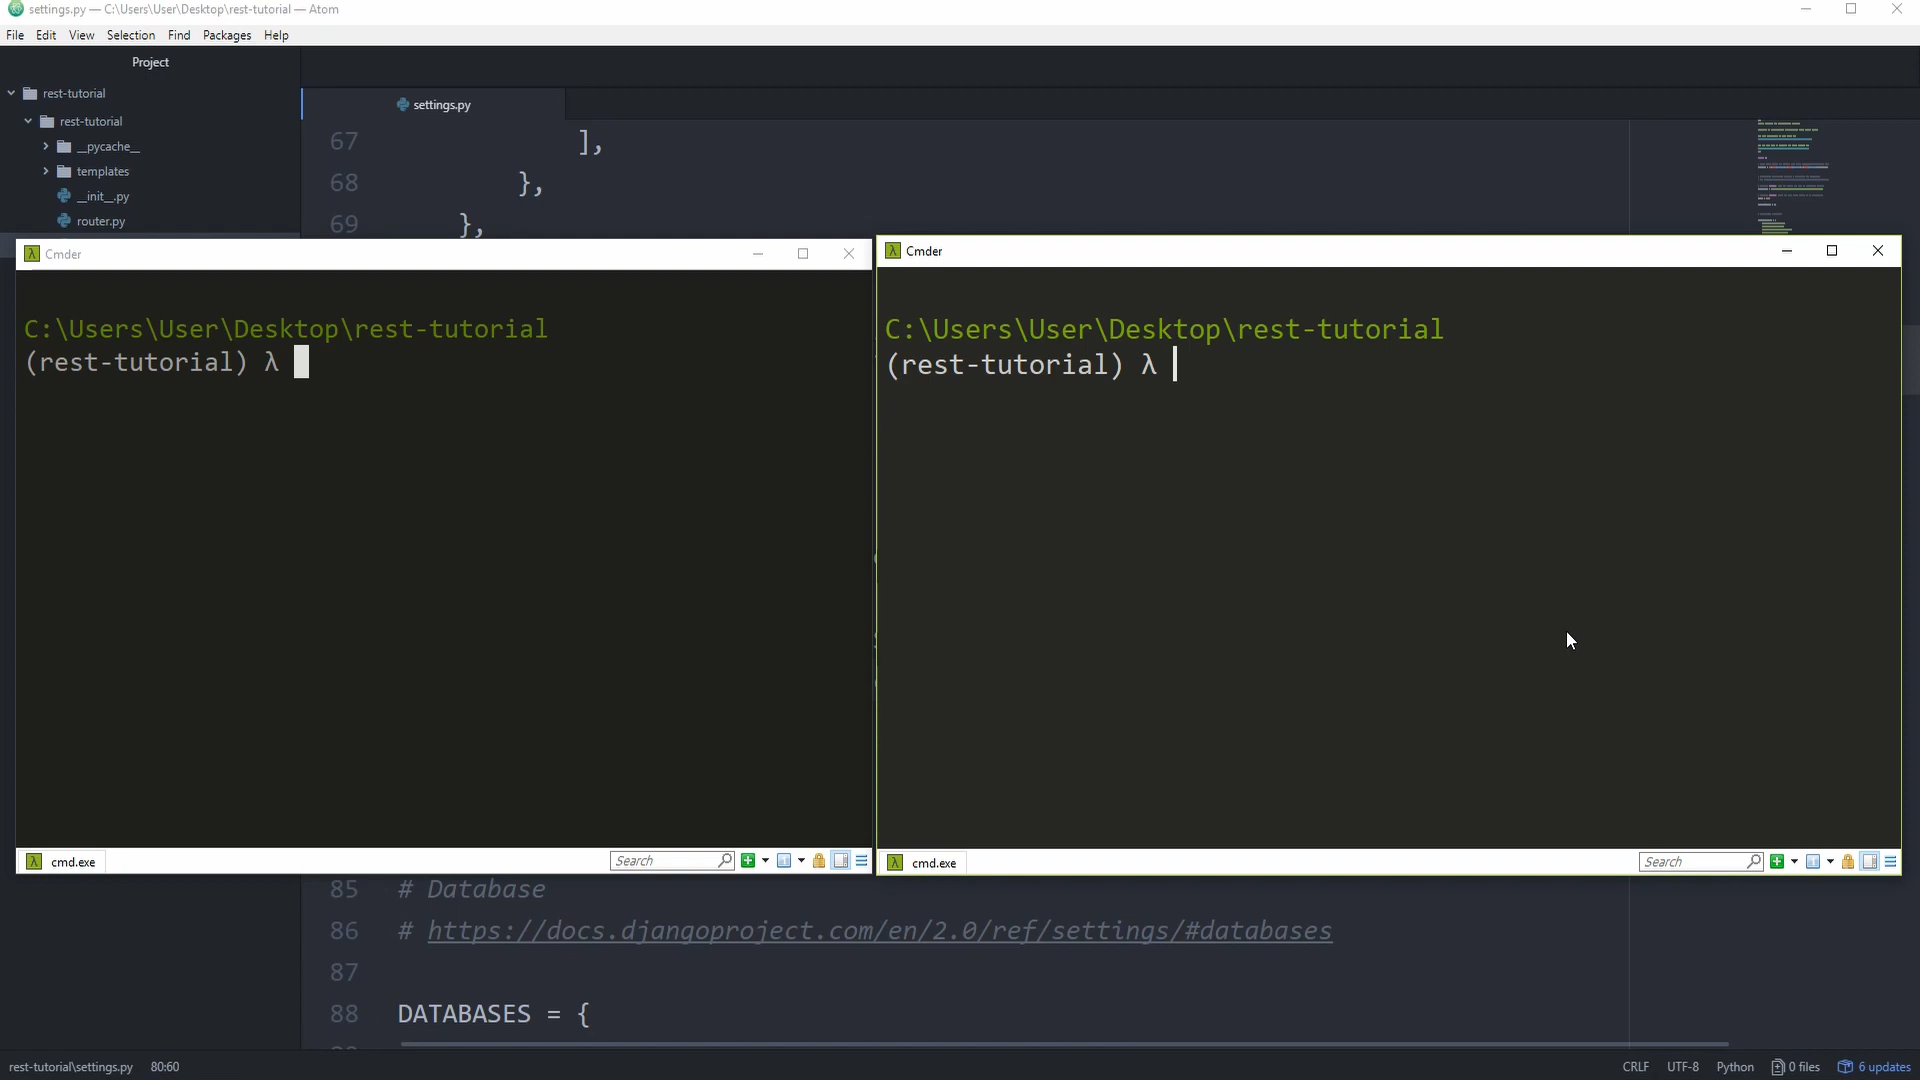 settings.py — C:\Users\User\Desktop\rest-tutorial — Atom
File Edit View Selection Find Packages Help
Project
rest-tutorial
rest-tutorial
__pycache__
templates
__init__.py
router.py
settings.py
67 ],
68 },
69 },
Cmder
C:\Users\User\Desktop\rest-tutorial
(rest-tutorial) λ
cmd.exe
Search
Cmder
C:\Users\User\Desktop\rest-tutorial
(rest-tutorial) λ
cmd.exe
Search
85 # Database
86 # https://docs.djangoproject.com/en/2.0/ref/settings/#databases
87
88 DATABASES = {
rest-tutorial\settings.py 80:60
CRLF UTF-8 Python 0 files 6 updates